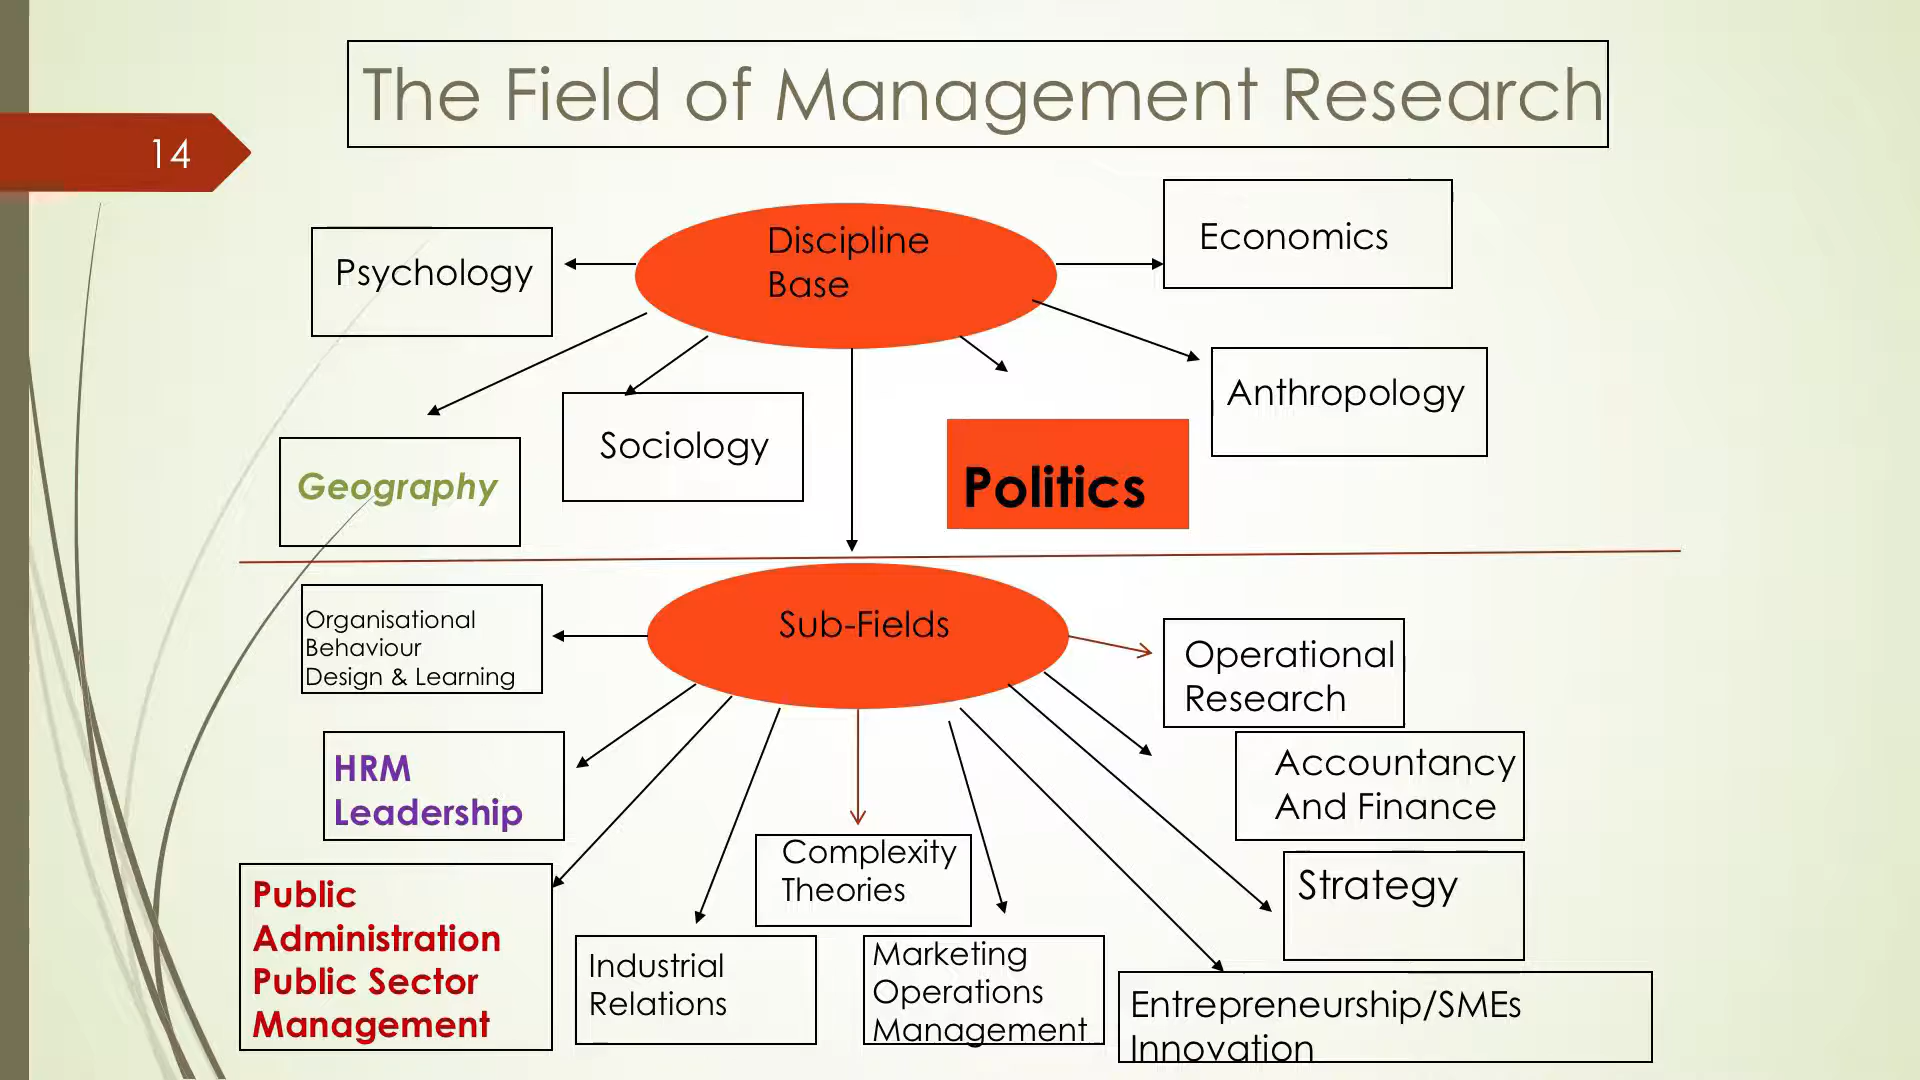 The Field of Management Research
14
Discipline
Base
Economics
Psychology
Anthropology
Sociology
Geography
Politics
Sub-Fields
Organisational
Behaviour
Design & Learning
Operational
Research
HRM
Leadership
Accountancy
And Finance
Complexity
Theories
Strategy
Public
Administration
Public Sector
Management
Industrial
Relations
Marketing
Operations
Management
Entrepreneurship/SMEs
Innovation